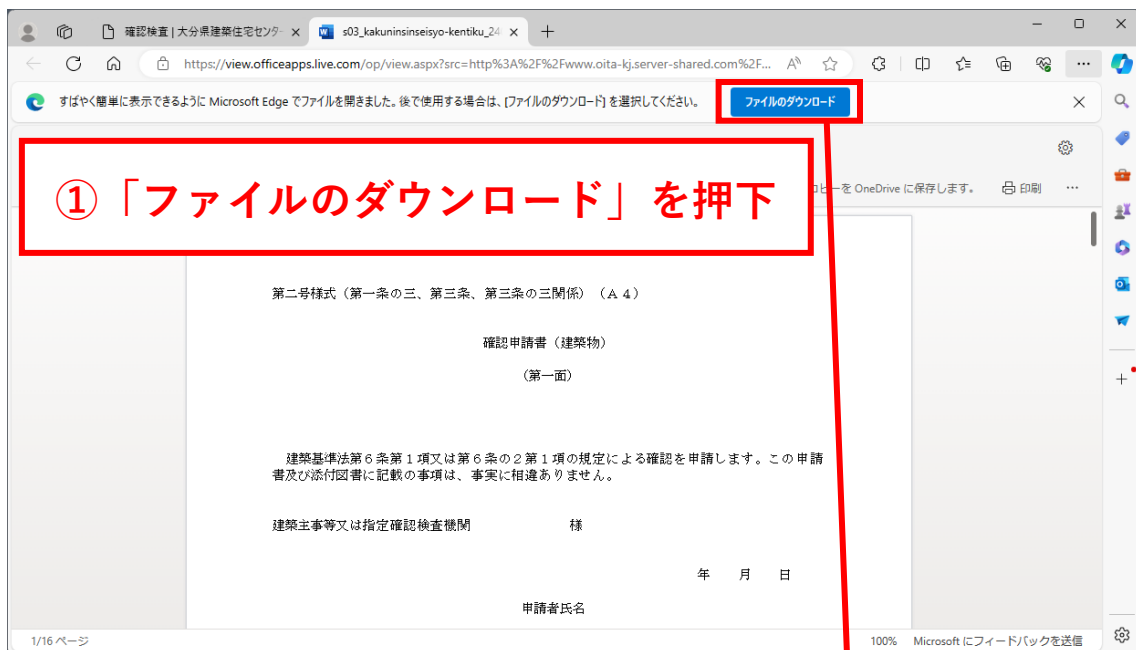 確認検査 | 大分県建築住宅センター
s03_kakuninsinseisyo-kentiku_24
https://view.officeapps.live.com/op/view.aspx?src=http%3A%2F%2Fwww.oita-kj.server-shared.com%2F...
すばやく簡単に表示できるように Microsoft Edge でファイルを開きました。後で使用する場合は、[ファイルのダウンロード] を選択してください。
ファイルのダウンロード
①「ファイルのダウンロード」を押下
コピーを OneDrive に保存します。 印刷 ...
第二号様式（第一条の三、第三条、第三条の三関係）（Ａ４）
確認申請書（建築物）
（第一面）
建築基準法第６条第１項又は第６条の２第１項の規定による確認を申請します。この申請
書及び添付図書に記載の事項は、事実に相違ありません。
建築主事等又は指定確認検査機関 様
年 月 日
申請者氏名
1/16 ページ
100% Microsoft にフィードバックを送信